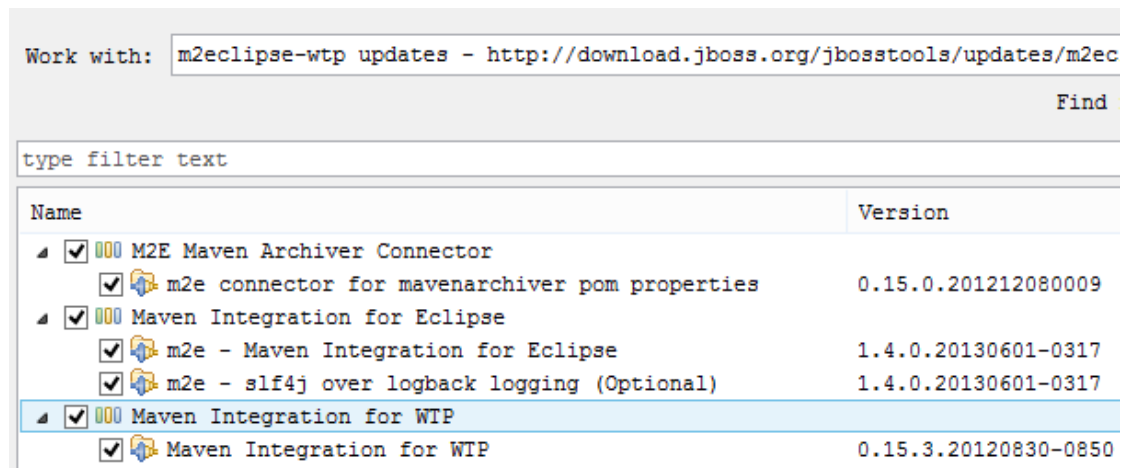 Work with: m2eclipse-wtp updates - http://download.jboss.org/jbosstools/updates/m2ec
Find
type filter text
Name Version
M2E Maven Archiver Connector
m2e connector for mavenarchiver pom properties 0.15.0.201212080009
Maven Integration for Eclipse
m2e - Maven Integration for Eclipse 1.4.0.20130601-0317
m2e - slf4j over logback logging (Optional) 1.4.0.20130601-0317
Maven Integration for WTP
Maven Integration for WTP 0.15.3.20120830-0850